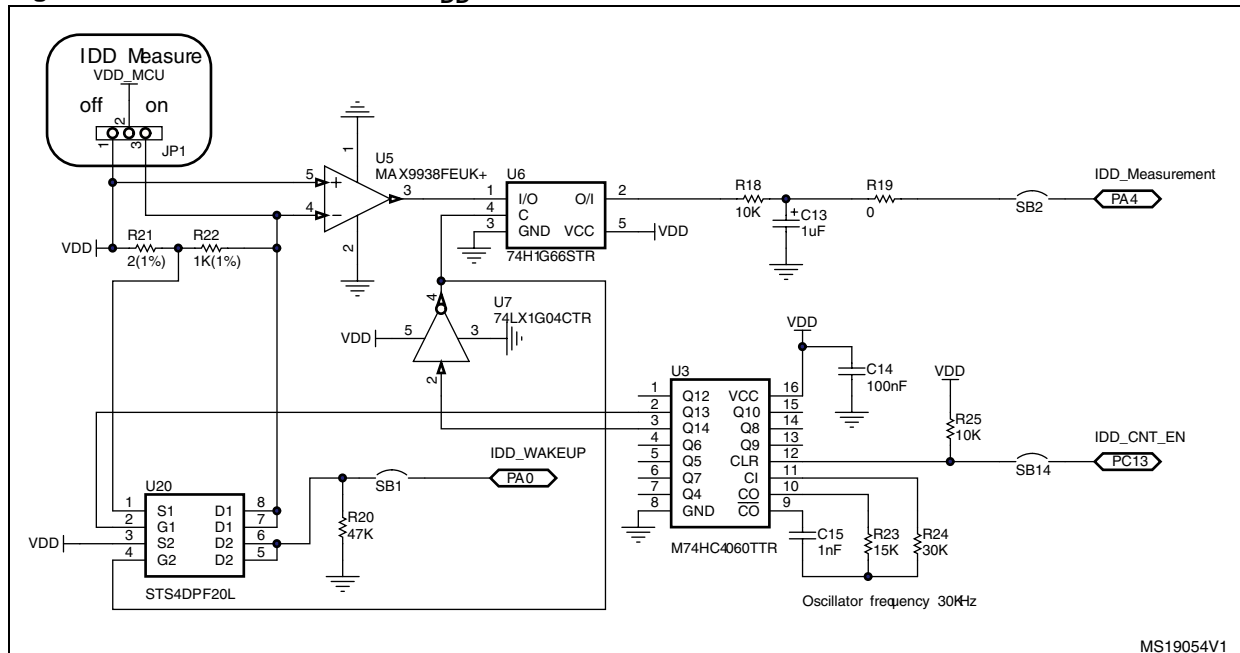 DD
IDD Measure
VDD_MCU
off
on
2
1
3
JP1
VDD
R21
2(1%)
R22
1K(1%)
5
4
1
2
3
U5
MAX9938FEUK+
U6
1
4
3
I/O
C
GND
O/I
VCC
2
5
VDD
74H1G66STR
R18
10K
C13
1uF
R19
0
SB2
IDD_Measurement
PA4
U7
74LX1G04CTR
4
VDD
5
3
2
U3
1 Q12 VCC 16
2 Q13 Q10 15
3 Q14 Q8 14
4 Q6 Q9 13
5 Q5 CLR 12
6 Q7 CI 11
7 Q4 CO 10
8 GND CO 9
M74HC4060TTR
VDD
C14
100nF
VDD
R25
10K
SB14
IDD_CNT_EN
PC13
C15
1nF
R23
15K
R24
30K
Oscillator frequency 30KHz
IDD_WAKEUP
PA0
SB1
R20
47K
U20
1 S1 D1 8
2 G1 D1 7
VDD 3 S2 D2 6
4 G2 D2 5
STS4DPF20L
MS19054V1